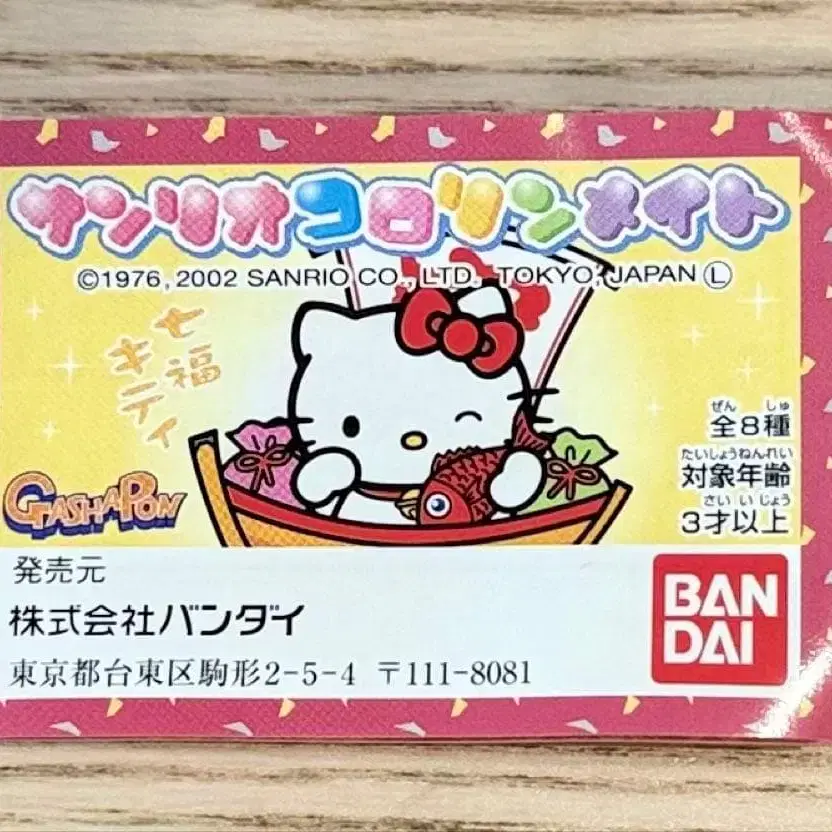 サンリオコロリンメイト
©1976, 2002 SANRIO CO., LTD. TOKYO, JAPAN Ⓛ
七福
キティ
ぜん しゅ
全8種
たいしょうねんれい
対象年齢
さい いじょう
3才以上
GASHAPON
発売元
株式会社バンダイ
東京都台東区駒形2-5-4 〒111-8081
BAN
DAI